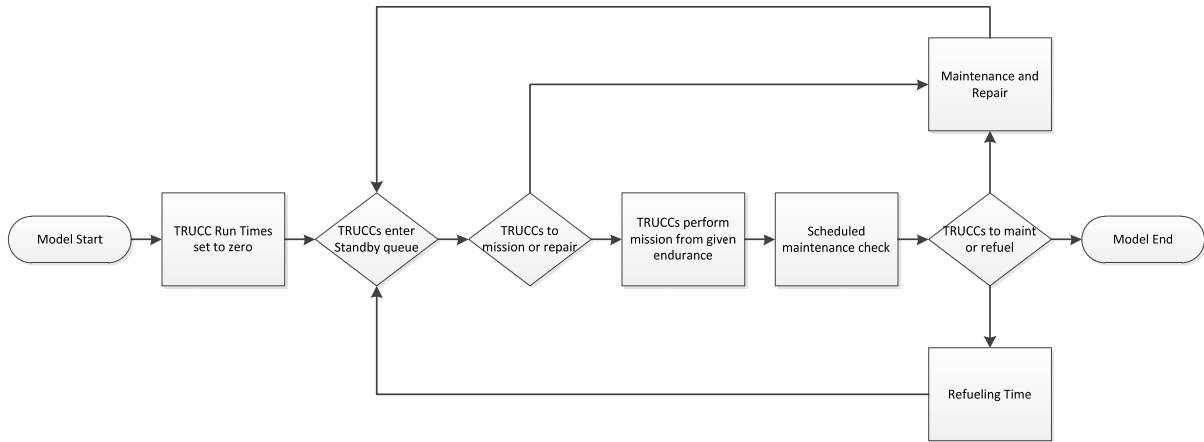 Maintenance and
Repair
Model Start
TRUCC Run Times
set to zero
TRUCCs enter
Standby queue
TRUCCs to
mission or repair
TRUCCs perform
mission from given
endurance
Scheduled
maintenance check
TRUCCs to maint
or refuel
Model End
Refueling Time